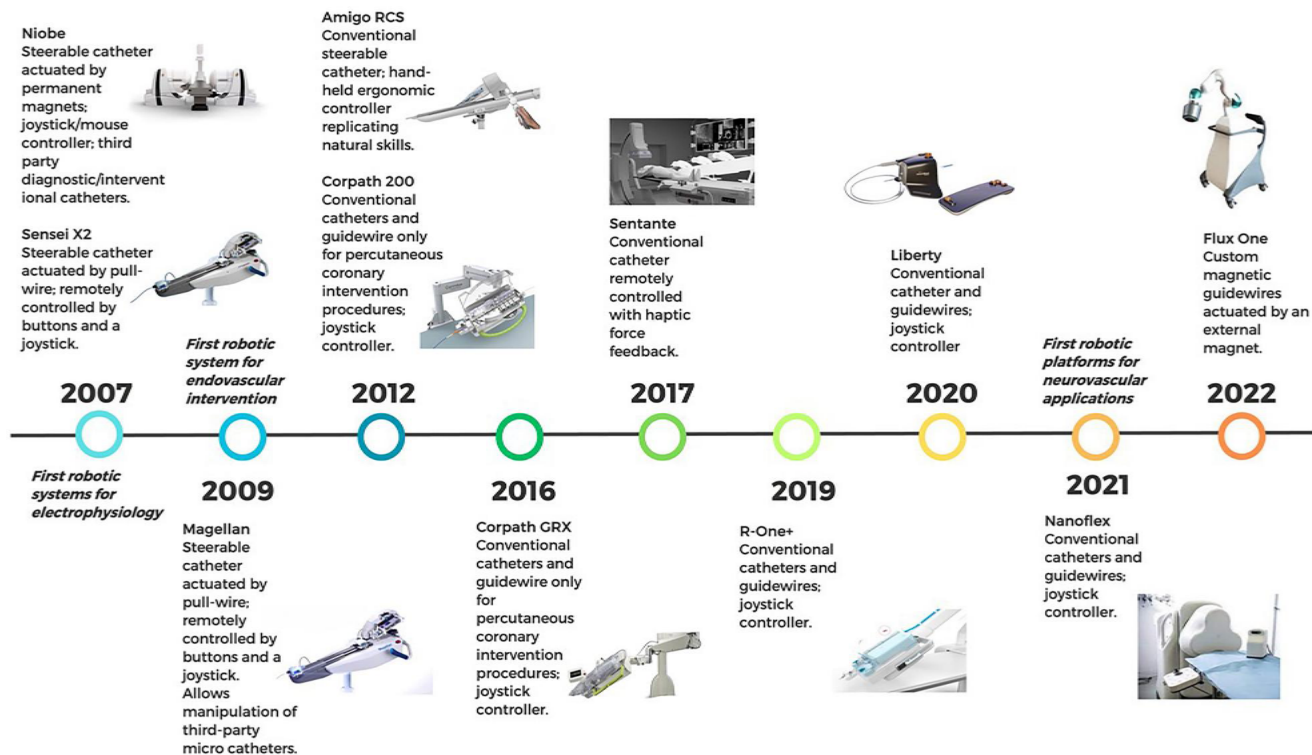 Niobe
Steerable catheter
actuated by
permanent
magnets;
joystick/mouse
controller; third
party
diagnostic/intervent
ional catheters.
Sensei X2
Steerable catheter
actuated by pull-
wire; remotely
controlled by
buttons and a
joystick.
2007
First robotic
systems for
electrophysiology
First robotic
system for
endovascular
intervention
2009
Magellan
Steerable
catheter
actuated by
pull-wire;
remotely
controlled by
buttons and a
joystick.
Allows
manipulation of
third-party
micro catheters.
Amigo RCS
Conventional
steerable
catheter; hand-
held ergonomic
controller
replicating
natural skills.
Corpath 200
Conventional
catheters and
guidewire only
for percutaneous
coronary
intervention
procedures;
joystick
controller.
2012
2016
Corpath GRX
Conventional
catheters and
guidewire only
for
percutaneous
coronary
intervention
procedures;
joystick
controller.
Sentante
Conventional
catheter
remotely
controlled
with haptic
force
feedback.
2017
2019
R-One+
Conventional
catheters and
guidewires;
joystick
controller.
Liberty
Conventional
catheter and
guidewires;
joystick
controller
2020
First robotic
platforms for
neurovascular
applications
2021
Nanoflex
Conventional
catheters and
guidewires;
joystick
controller.
Flux One
Custom
magnetic
guidewires
actuated by an
external
magnet.
2022